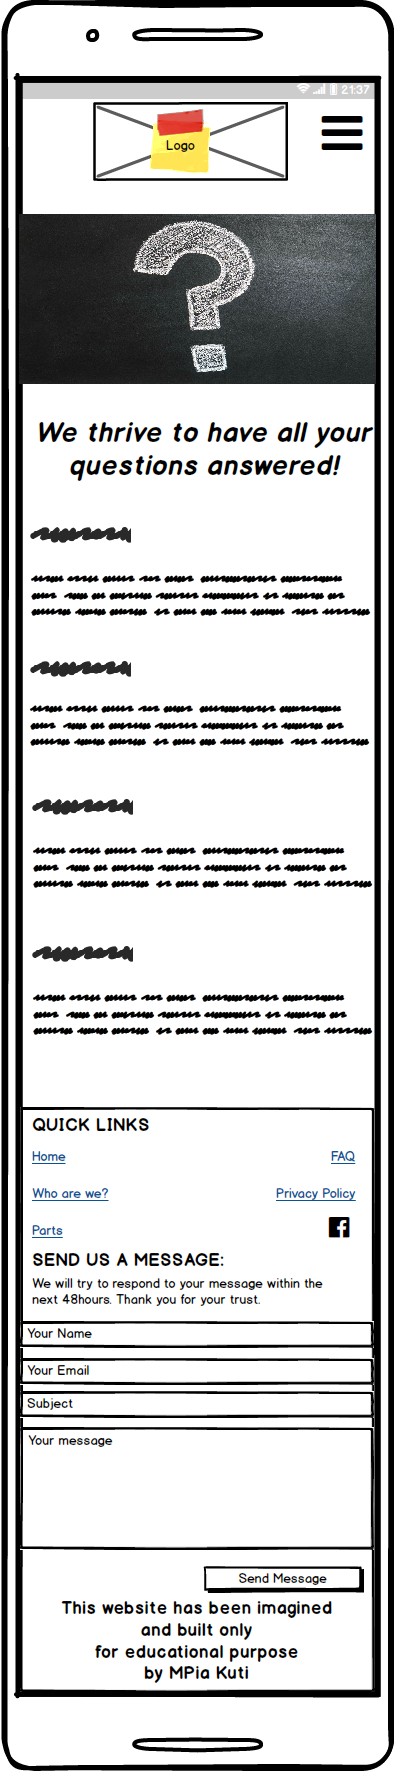 21:37
Logo
?
We thrive to have all your
questions answered!
QUICK LINKS
Home
FAQ
Who are we?
Privacy Policy
Parts
SEND US A MESSAGE:
We will try to respond to your message within the
next 48hours. Thank you for your trust.
Your Name
Your Email
Subject
Your message
Send Message
This website has been imagined
and built only
for educational purpose
by MPia Kuti